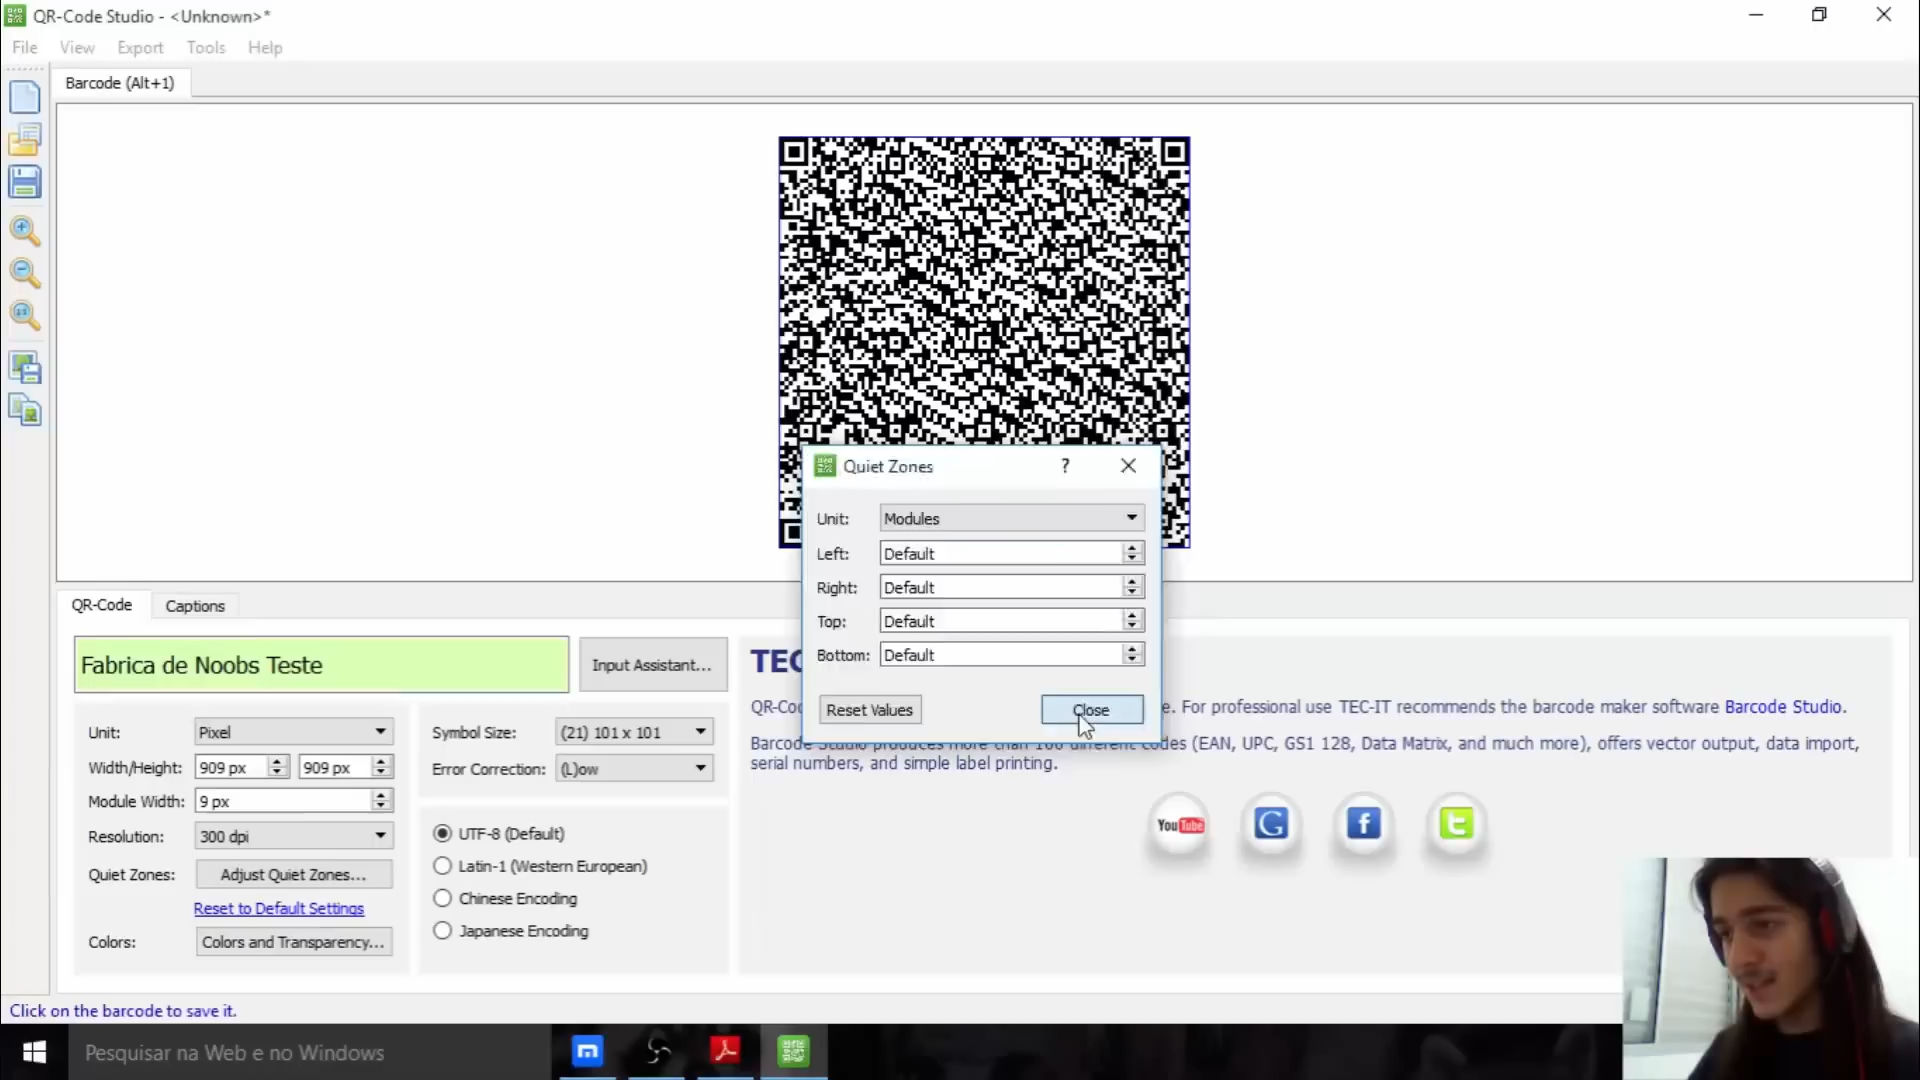 QR-Code Studio - <Unknown>*
File View Export Tools Help
Barcode (Alt+1)
Quiet Zones ?
Unit: Modules
Left: Default
Right: Default
Top: Default
Bottom: Default
Reset Values Close
QR-Code Captions
Fabrica de Noobs Teste
Input Assistant...
Unit: Pixel
Width/Height: 909 px 909 px
Module Width: 9 px
Resolution: 300 dpi
Quiet Zones: Adjust Quiet Zones...
Reset to Default Settings
Colors: Colors and Transparency...
Symbol Size: (21) 101 x 101
Error Correction: (L)ow
UTF-8 (Default)
Latin-1 (Western European)
Chinese Encoding
Japanese Encoding
TEC
QR-Co e. For professional use TEC-IT recommends the barcode maker software Barcode Studio.
Barcode Studio produces more than 100 different codes (EAN, UPC, GS1 128, Data Matrix, and much more), offers vector output, data import,
serial numbers, and simple label printing.
YouTube G f t
Click on the barcode to save it.
m Pesquisar na Web e no Windows